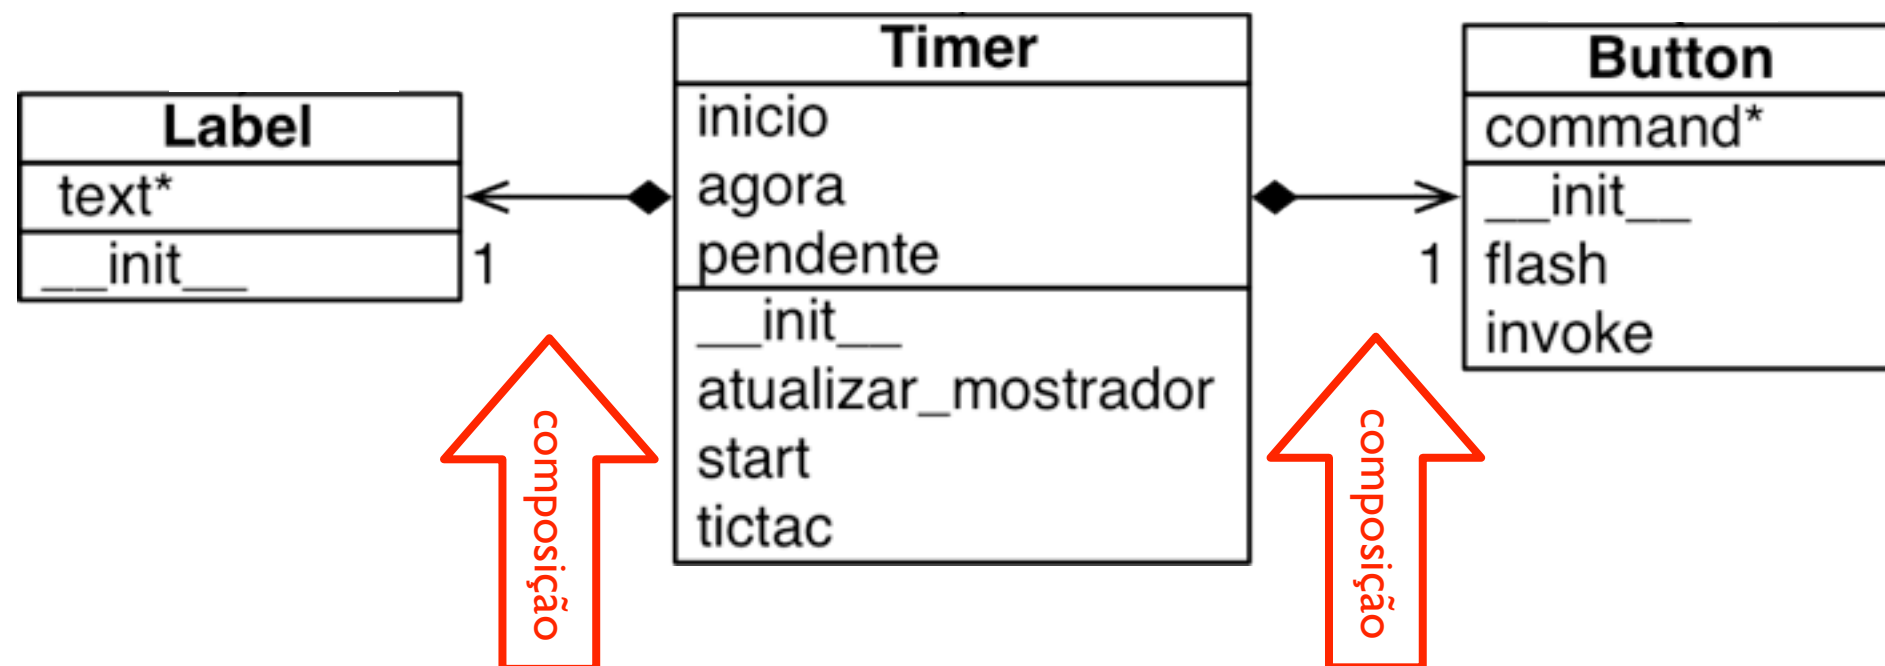 Label
text*
__init__
1
Timer
inicio
agora
pendente
__init__
atualizar_mostrador
start
tictac
Button
command*
__init__
flash
invoke
1
composição
composição